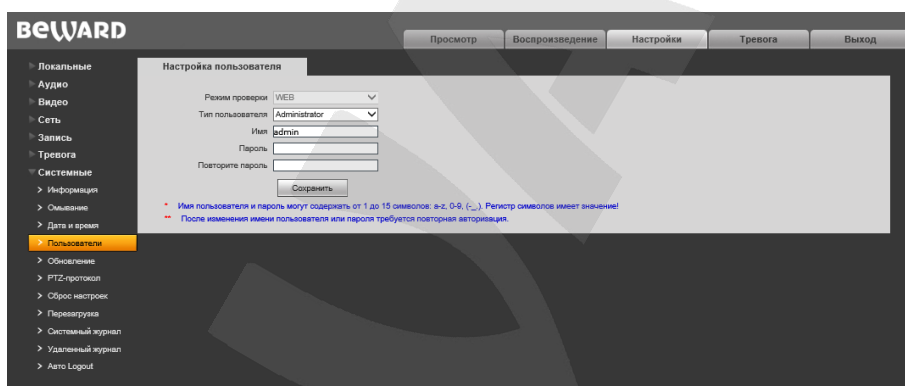 BEWARD
Просмотр Воспроизведение Настройки Тревога Выход
Локальные
Аудио
Видео
Сеть
Запись
Тревога
Системные
> Информация
> Омывание
> Дата и время
> Пользователи
> Обновление
> PTZ-протокол
> Сброс настроек
> Перезагрузка
> Системный журнал
> Удаленный журнал
> Авто Logout
Настройка пользователя
Режим проверки WEB
Тип пользователя Administrator
Имя admin
Пароль
Повторите пароль
Сохранить
* Имя пользователя и пароль могут содержать от 1 до 15 символов: a-z, 0-9, (-_.). Регистр символов имеет значение!
** После изменения имени пользователя или пароля требуется повторная авторизация.